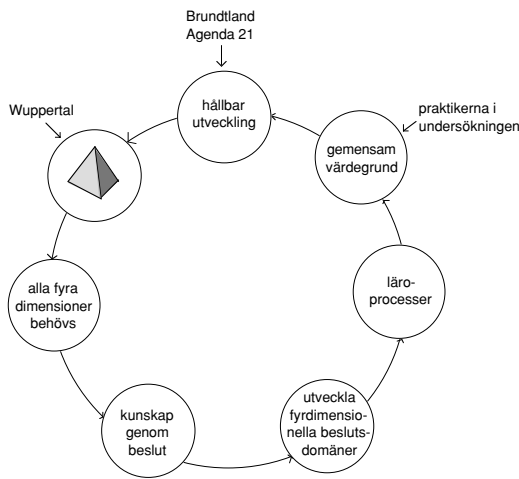 Brundtland
Agenda 21
hållbar
utveckling
Wuppertal
praktikerna i
undersökningen
gemensam
värdegrund
alla fyra
dimensioner
behövs
läro-
processer
kunskap
genom
beslut
utveckla
fyrdimensio-
nella besluts-
domäner